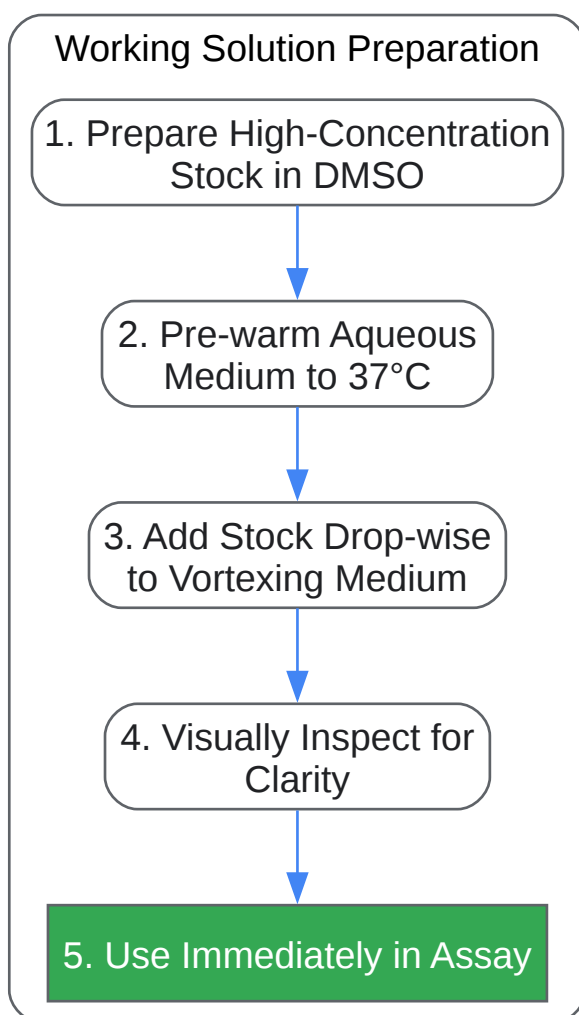 Working Solution Preparation
1. Prepare High-Concentration
Stock in DMSO
2. Pre-warm Aqueous
Medium to 37°C
3. Add Stock Drop-wise
to Vortexing Medium
4. Visually Inspect for
Clarity
5. Use Immediately in Assay